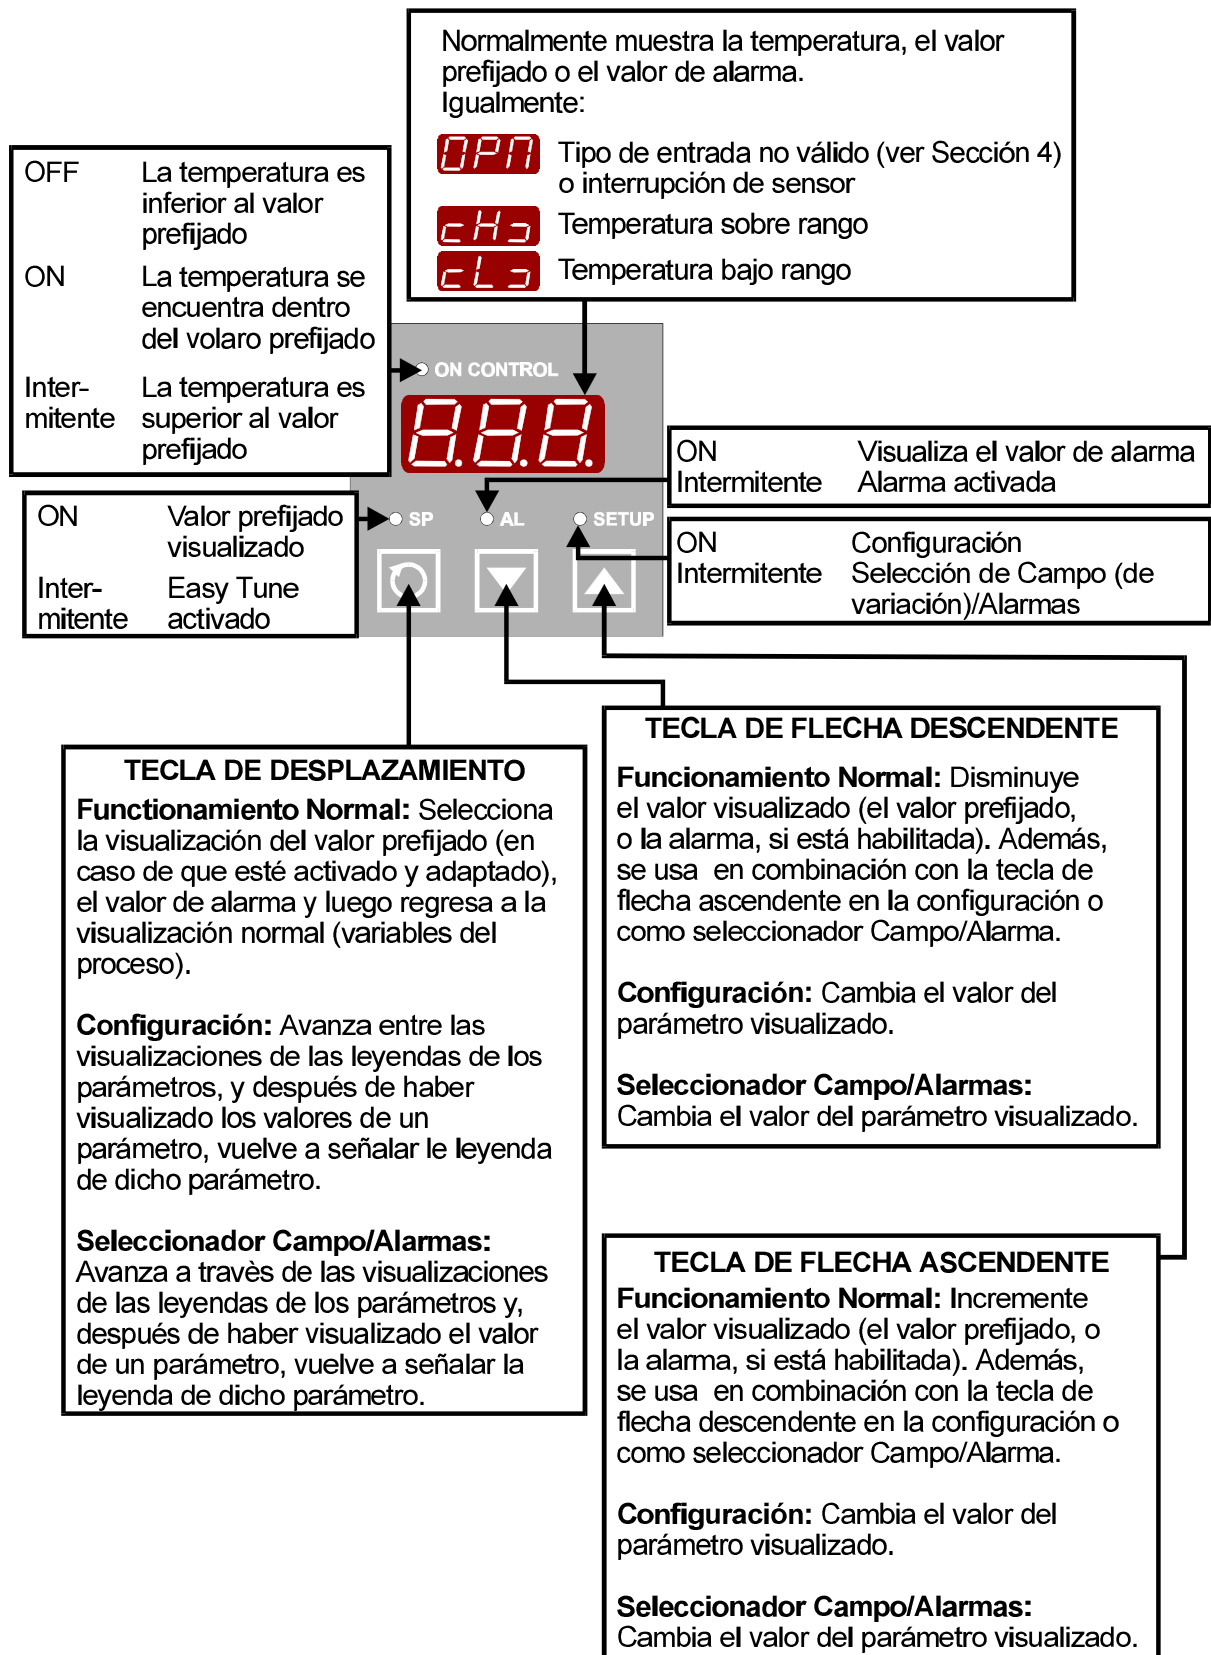 Normalmente muestra la temperatura, el valor
prefijado o el valor de alarma.
Igualmente:
OPN Tipo de entrada no válido (ver Sección 4)
o interrupción de sensor
cHɔ Temperatura sobre rango
cLɔ Temperatura bajo rango
OFF La temperatura es
inferior al valor
prefijado
ON La temperatura se
encuentra dentro
del volaro prefijado
Inter- La temperatura es
mitente superior al valor
prefijado
ON CONTROL
8.8.8.
ON Visualiza el valor de alarma
Intermitente Alarma activada
ON Valor prefijado
visualizado
Inter- Easy Tune
mitente activado
SP AL SETUP
ON Configuración
Intermitente Selección de Campo (de
variación)/Alarmas
TECLA DE DESPLAZAMIENTO
Functionamiento Normal: Selecciona
la visualización del valor prefijado (en
caso de que esté activado y adaptado),
el valor de alarma y luego regresa a la
visualización normal (variables del
proceso).
Configuración: Avanza entre las
visualizaciones de las leyendas de los
parámetros, y después de haber
visualizado los valores de un
parámetro, vuelve a señalar le leyenda
de dicho parámetro.
Seleccionador Campo/Alarmas:
Avanza a travès de las visualizaciones
de las leyendas de los parámetros y,
después de haber visualizado el valor
de un parámetro, vuelve a señalar la
leyenda de dicho parámetro.
TECLA DE FLECHA DESCENDENTE
Funcionamiento Normal: Disminuye
el valor visualizado (el valor prefijado,
o la alarma, si está habilitada). Además,
se usa en combinación con la tecla de
flecha ascendente en la configuración o
como seleccionador Campo/Alarma.
Configuración: Cambia el valor del
parámetro visualizado.
Seleccionador Campo/Alarmas:
Cambia el valor del parámetro visualizado.
TECLA DE FLECHA ASCENDENTE
Funcionamiento Normal: Incremente
el valor visualizado (el valor prefijado, o
la alarma, si está habilitada). Además,
se usa en combinación con la tecla de
flecha descendente en la configuración o
como seleccionador Campo/Alarma.
Configuración: Cambia el valor del
parámetro visualizado.
Seleccionador Campo/Alarmas:
Cambia el valor del parámetro visualizado.